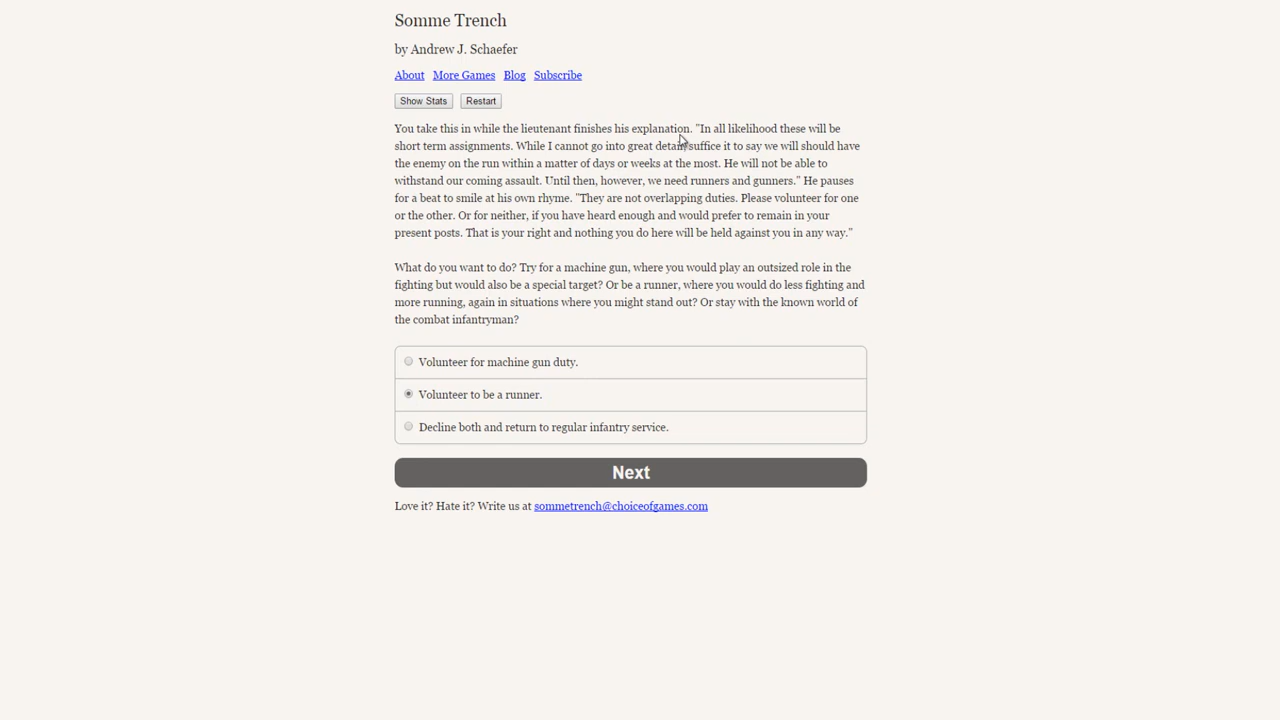 Somme Trench
by Andrew J. Schaefer
About More Games Blog Subscribe
Show Stats Restart
You take this in while the lieutenant finishes his explanation. "In all likelihood these will be
short term assignments. While I cannot go into great detail, suffice it to say we will should have
the enemy on the run within a matter of days or weeks at the most. He will not be able to
withstand our coming assault. Until then, however, we need runners and gunners." He pauses
for a beat to smile at his own rhyme. "They are not overlapping duties. Please volunteer for one
or the other. Or for neither, if you have heard enough and would prefer to remain in your
present posts. That is your right and nothing you do here will be held against you in any way."
What do you want to do? Try for a machine gun, where you would play an outsized role in the
fighting but would also be a special target? Or be a runner, where you would do less fighting and
more running, again in situations where you might stand out? Or stay with the known world of
the combat infantryman?
Volunteer for machine gun duty.
Volunteer to be a runner.
Decline both and return to regular infantry service.
Next
Love it? Hate it? Write us at sommetrench@choiceofgames.com